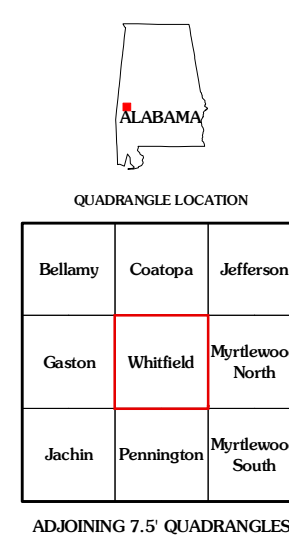 ALABAMA
QUADRANGLE LOCATION
Bellamy Coatopa Jefferson
Gaston Whitfield Myrtlewoo
North
Jachin Pennington Myrtlewoo
South
ADJOINING 7.5' QUADRANGLES